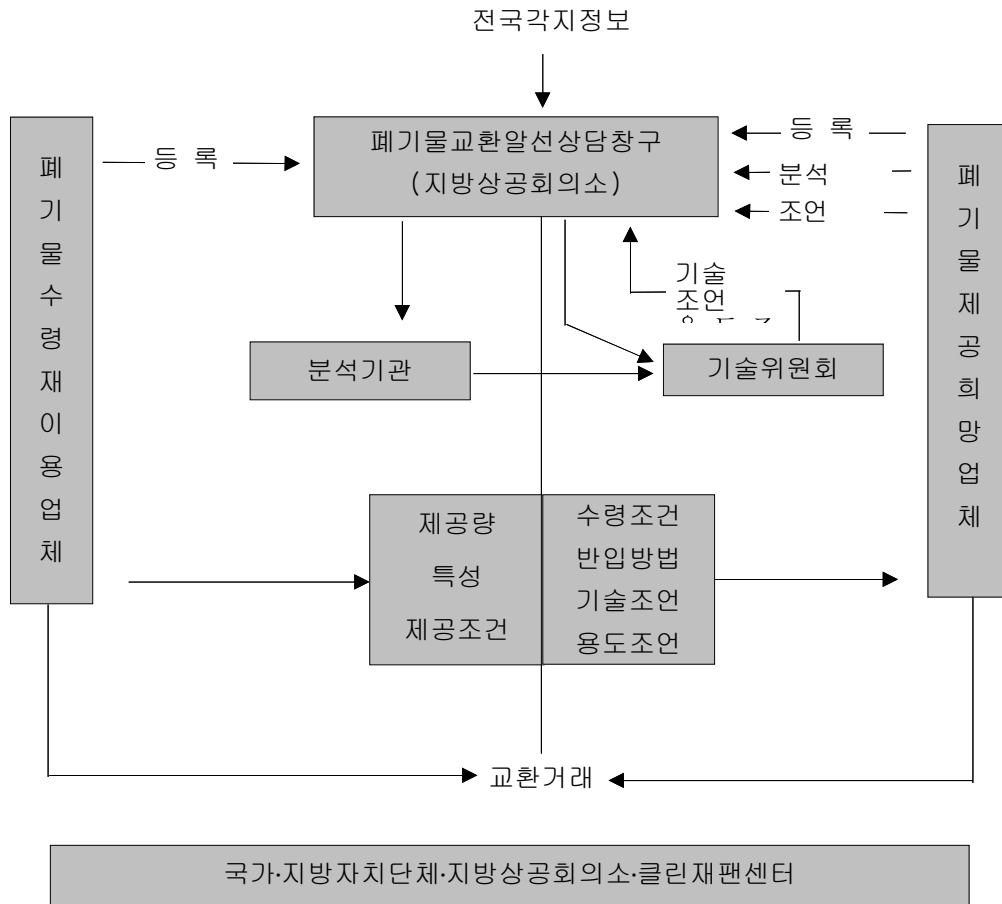 전국각지정보
폐기물교환알선상담창구
(지방상공회의소)
등 록
등 록
분석
조언
폐기물수령재이용업체
폐기물제공희망업체
기술
조언
분석기관
기술위원회
제공량
특성
제공조건
수령조건
반입방법
기술조언
용도조언
교환거래
국가·지방자치단체·지방상공회의소·클린재팬센터